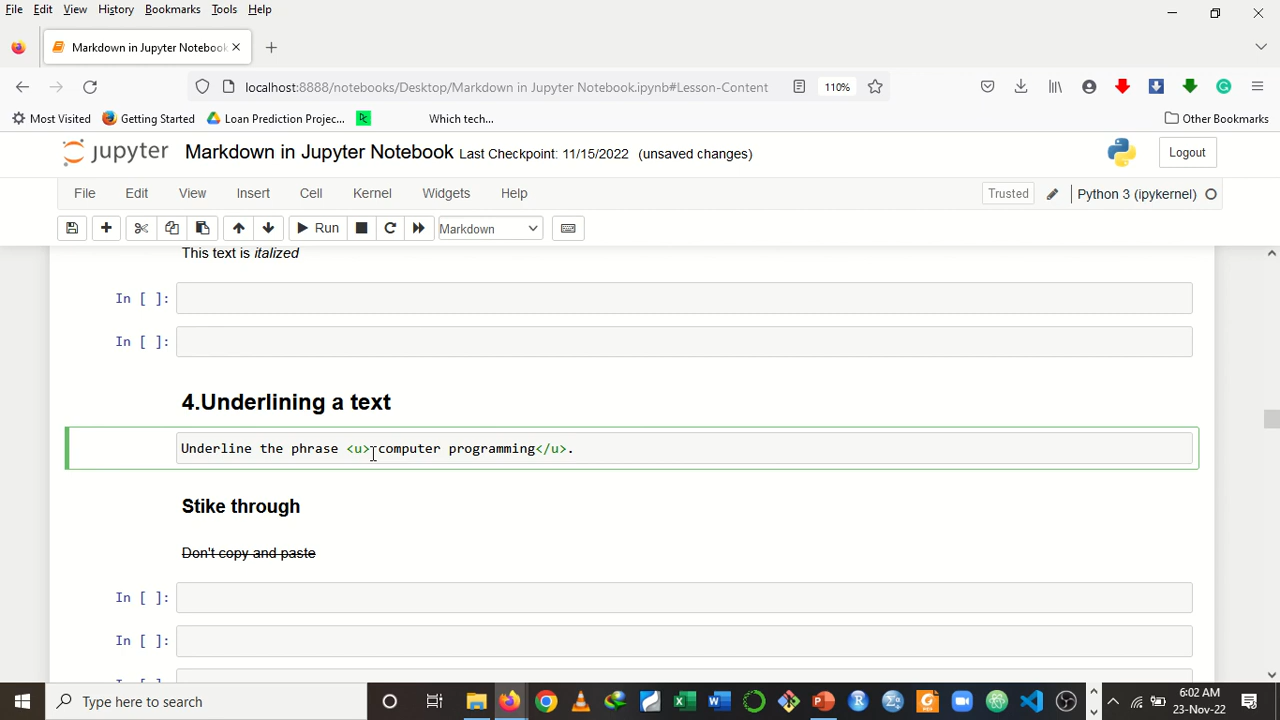 File Edit View History Bookmarks Tools Help
Markdown in Jupyter Notebook
localhost:8888/notebooks/Desktop/Markdown in Jupyter Notebook.ipynb#Lesson-Content 110%
Most Visited Getting Started Loan Prediction Projec... Which tech... Other Bookmarks
jupyter Markdown in Jupyter Notebook Last Checkpoint: 11/15/2022 (unsaved changes) Logout
File Edit View Insert Cell Kernel Widgets Help Trusted Python 3 (ipykernel)
Run Markdown
This text is italized
In [ ]:
In [ ]:
4.Underlining a text
Underline the phrase <u> computer programming</u>.
Stike through
Don't copy and paste
In [ ]:
In [ ]:
Type here to search 6:02 AM
23-Nov-22